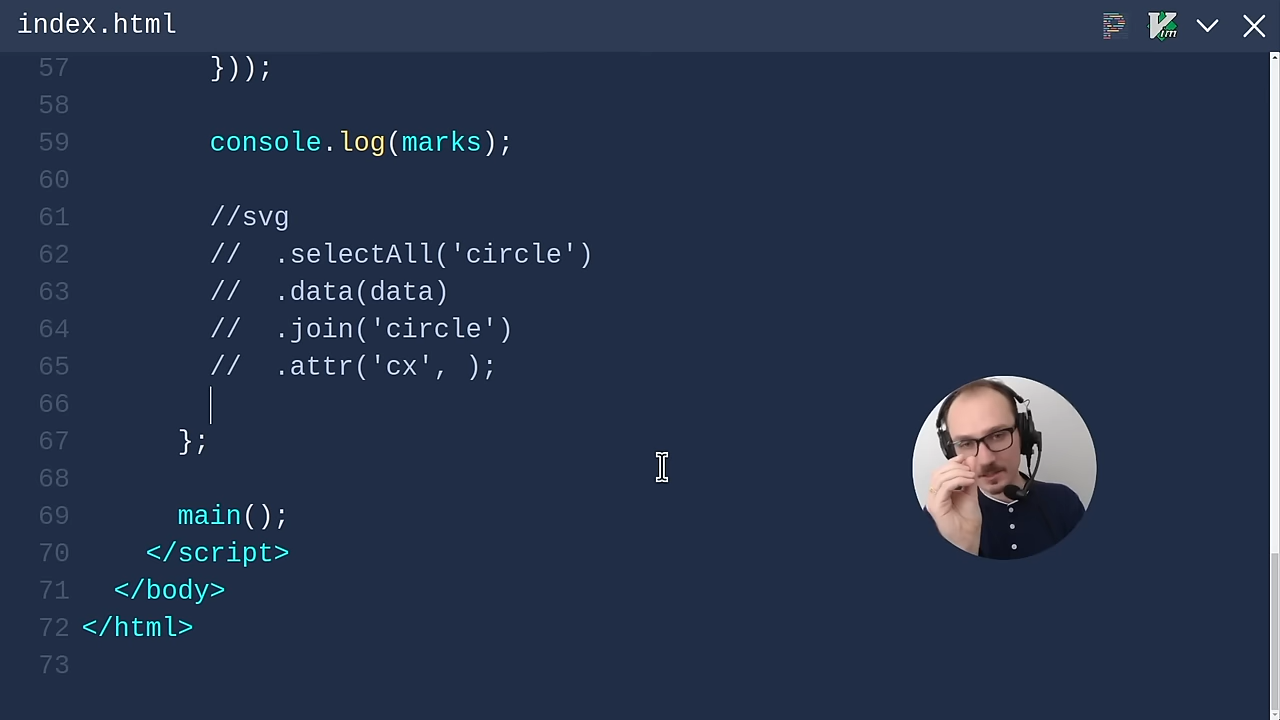 index.html
57 }));
58
59 console.log(marks);
60
61 //svg
62 //  .selectAll('circle')
63 //  .data(data)
64 //  .join('circle')
65 //  .attr('cx', );
66
67 };
68
69 main();
70 </script>
71 </body>
72 </html>
73